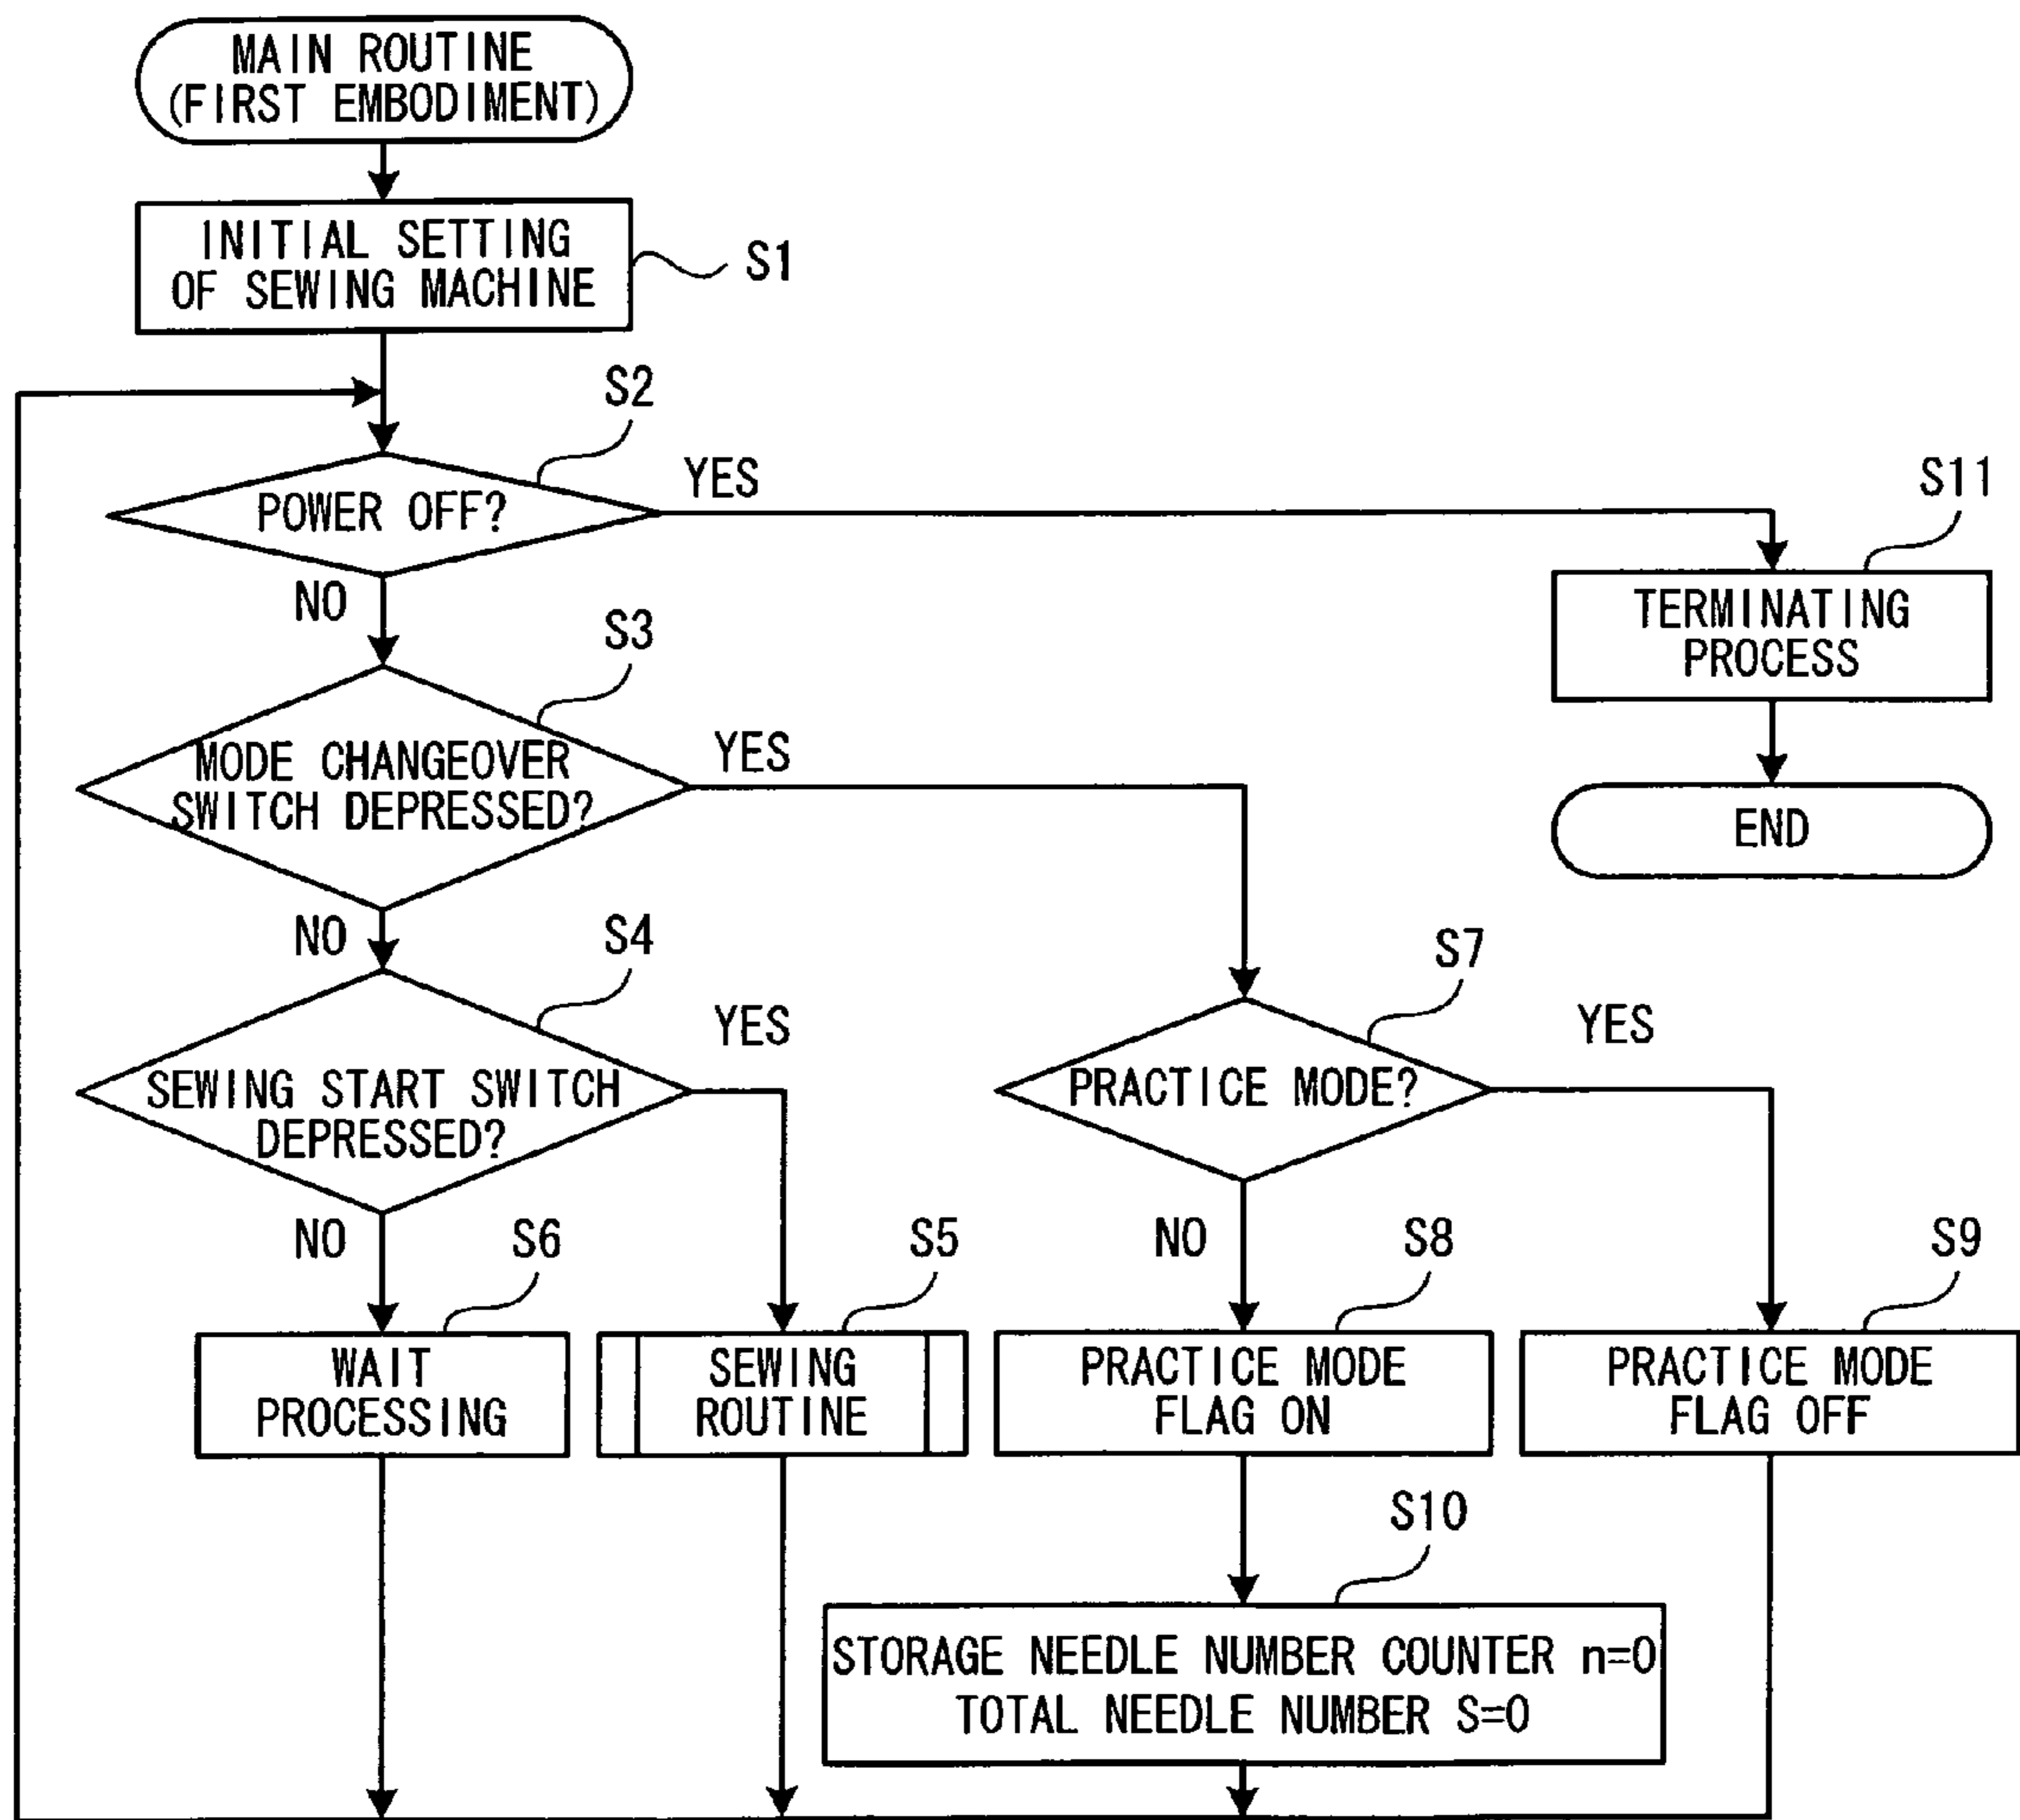 MAIN ROUTINE
(FIRST EMBODIMENT)
INITIAL SETTING
OF SEWING MACHINE
S1
S2
POWER OFF?
YES
NO
S11
TERMINATING
PROCESS
END
S3
MODE CHANGEOVER
SWITCH DEPRESSED?
YES
NO
S4
SEWING START SWITCH
DEPRESSED?
YES
NO
S7
PRACTICE MODE?
YES
NO
S6
WAIT
PROCESSING
S5
SEWING
ROUTINE
S8
PRACTICE MODE
FLAG ON
S9
PRACTICE MODE
FLAG OFF
S10
STORAGE NEEDLE NUMBER COUNTER n=0
TOTAL NEEDLE NUMBER S=0